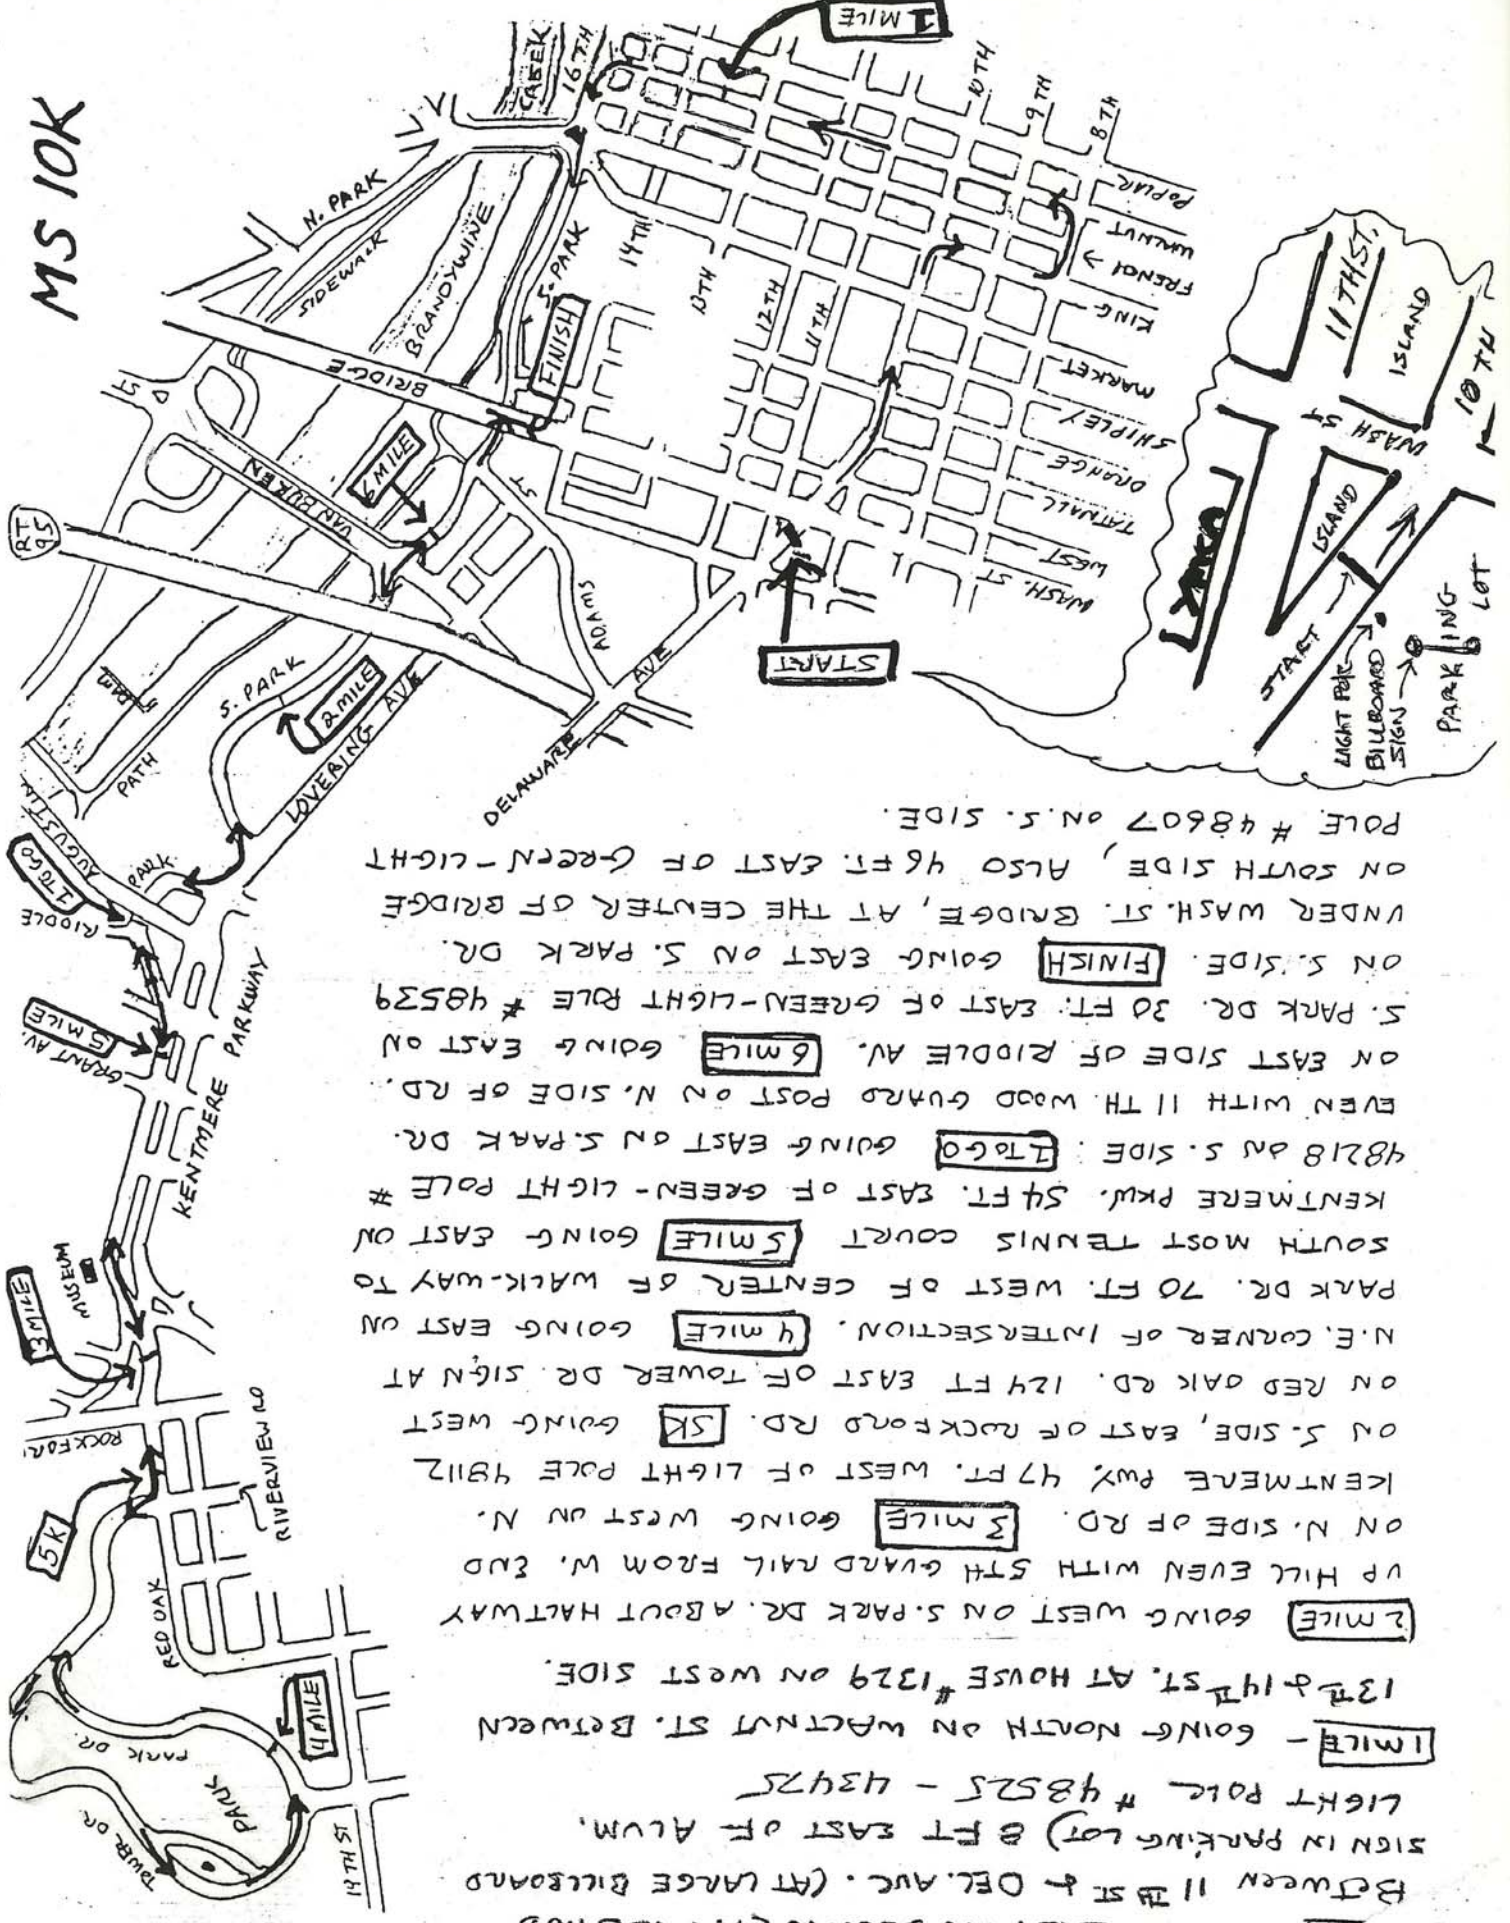 BETWEEN 11TH ST & DEL. AVE. (AT LARGE BILLBOARD
SIGN IN PARKING LOT) 8 FT EAST OF ALUM.
LIGHT POLE # 48525 - 43475
1 MILE - GOING NORTH ON WALTNUT ST. BETWEEN
13TH & 14TH ST. AT HOUSE #1329 ON WEST SIDE.
2 MILE GOING WEST ON S. PARK DR. ABOUT HALTWAY
UP HILL EVEN WITH 5TH GUARD RAIL FROM W. END
ON N. SIDE OF RD. 3 MILE GOING WEST ON N.
KENTMERE PWY. 47 FT. WEST OF LIGHT POLE 48112
ON S. SIDE, EAST OF ROCKFORD RD. 5K GOING WEST
ON RED OAK RD. 124 FT EAST OF TOWER DR. SIGN AT
N.E. CORNER OF INTERSECTION. 4 MILE GOING EAST ON
PARK DR. 70 FT. WEST OF CENTER OF WALK-WAY TO
SOUTH MOST TENNIS COURT 5 MILE GOING EAST ON
KENTMERE PKW. 54 FT. EAST OF GREEN-LIGHT POLE #
48218 ON S. SIDE. 1 TO GO GOING EAST ON S. PARK DR.
EVEN WITH 11 TH WOOD GUARD POST ON N. SIDE OF RD.
ON EAST SIDE OF RIDDLE AV. 6 MILE GOING EAST ON
S. PARK DR. 30 FT. EAST OF GREEN-LIGHT POLE # 48539
ON S. SIDE. FINISH GOING EAST ON S. PARK DR.
UNDER WASH. ST. BRIDGE, AT THE CENTER OF BRIDGE
ON SOUTH SIDE, ALSO 46 FT. EAST OF GREEN-LIGHT
POLE # 48607 ON S. SIDE.
MS 10K
1 MILE
16TH
N. PARK
SIDEWALK
BRANDYWINE
S. PARK
14TH
13TH
12TH
11TH
10TH
9TH
8TH
POPLAR
WALNUT
FRENCH
KING
MARKET
SHIPLEY
ORANGE
TATNALL
WEST
WASH. ST
BRIDGE
FINISH
ST
6 MILE
VAN BUREN
RT 95
ST
ADAMS
DELAWARE
AVE
START
DAM
PATH
S. PARK
2 MILE
LOVERING AVE
PARK
1 TO GO
RIDDLE
5 MILE
GRANT AV.
KENTMERE PARKWAY
MUSEUM
3 MILE
RIVERVIEW RD
5K
RED OAK
4 MILE
PARK DR
PARK
TOWER DR.
19TH ST
11TH ST.
ISLAND
10TH
WASH ST
ISLAND
START
LIGHT POLE
BILLBOARD
SIGN
PARKING
LOT